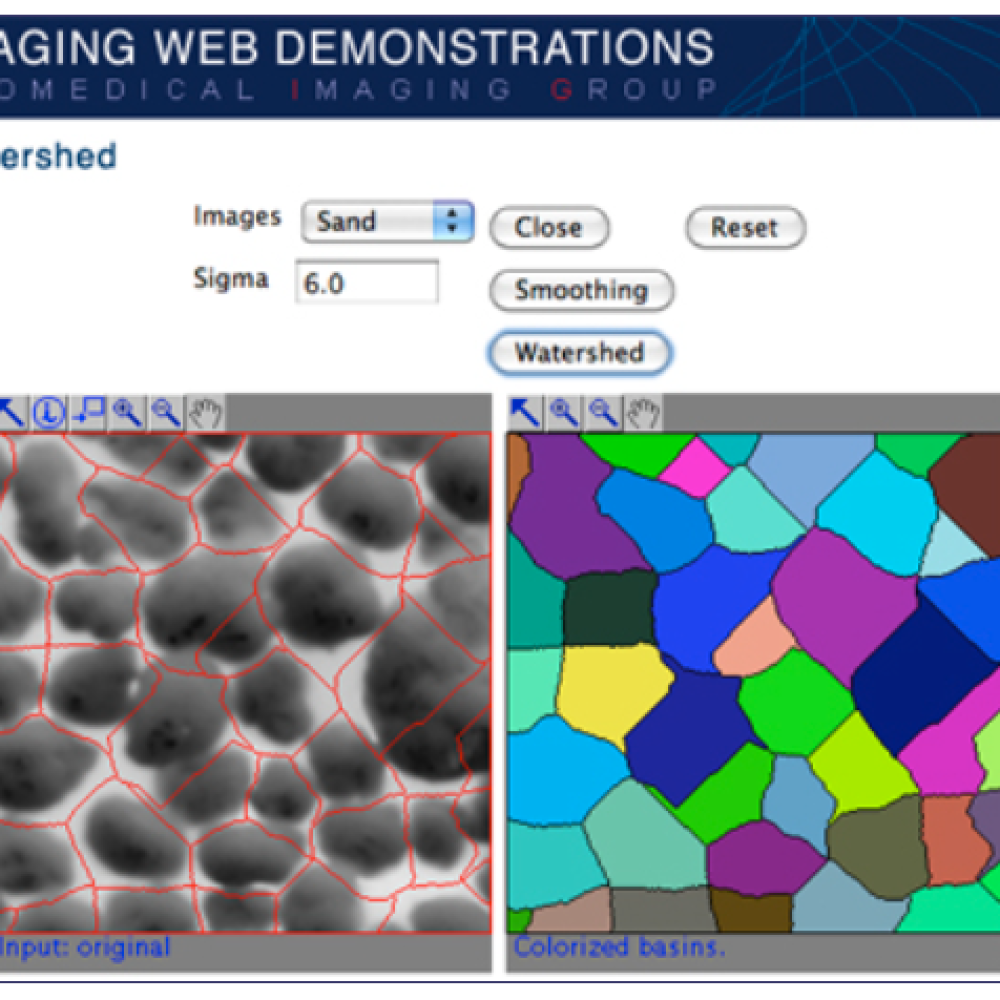 AGING WEB DEMONSTRATIONS
OMEDICAL IMAGING GROUP
ershed
Images Sand Close Reset
Sigma 6.0 Smoothing
Watershed
Input: original
Colorized basins.